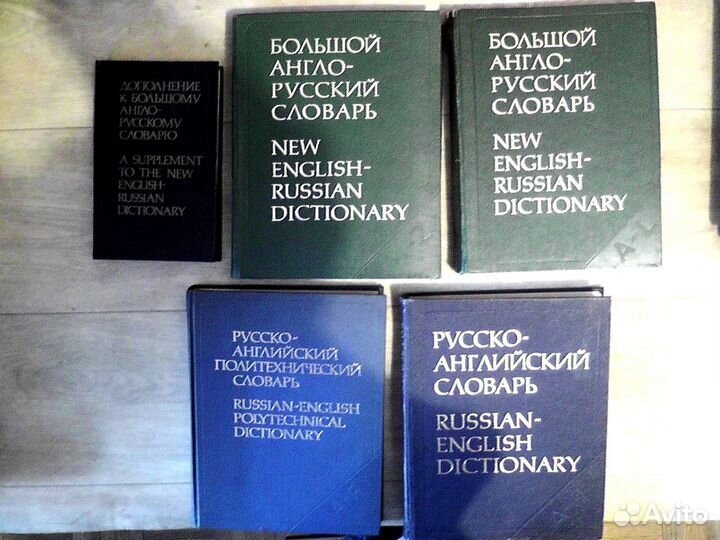 ДОПОЛНЕНИЕ
К БОЛЬШОМУ
АНГЛО-
РУССКОМУ
СЛОВАРЮ
A SUPPLEMENT
TO THE NEW
ENGLISH-
RUSSIAN
DICTIONARY
БОЛЬШОЙ
АНГЛО-
РУССКИЙ
СЛОВАРЬ
NEW
ENGLISH-
RUSSIAN
DICTIONARY
БОЛЬШОЙ
АНГЛО-
РУССКИЙ
СЛОВАРЬ
NEW
ENGLISH-
RUSSIAN
DICTIONARY
РУССКО-
АНГЛИЙСКИЙ
ПОЛИТЕХНИЧЕСКИЙ
СЛОВАРЬ
RUSSIAN-ENGLISH
POLYTECHNICAL
DICTIONARY
РУССКО-
АНГЛИЙСКИЙ
СЛОВАРЬ
RUSSIAN-
ENGLISH
DICTIONARY
Avito